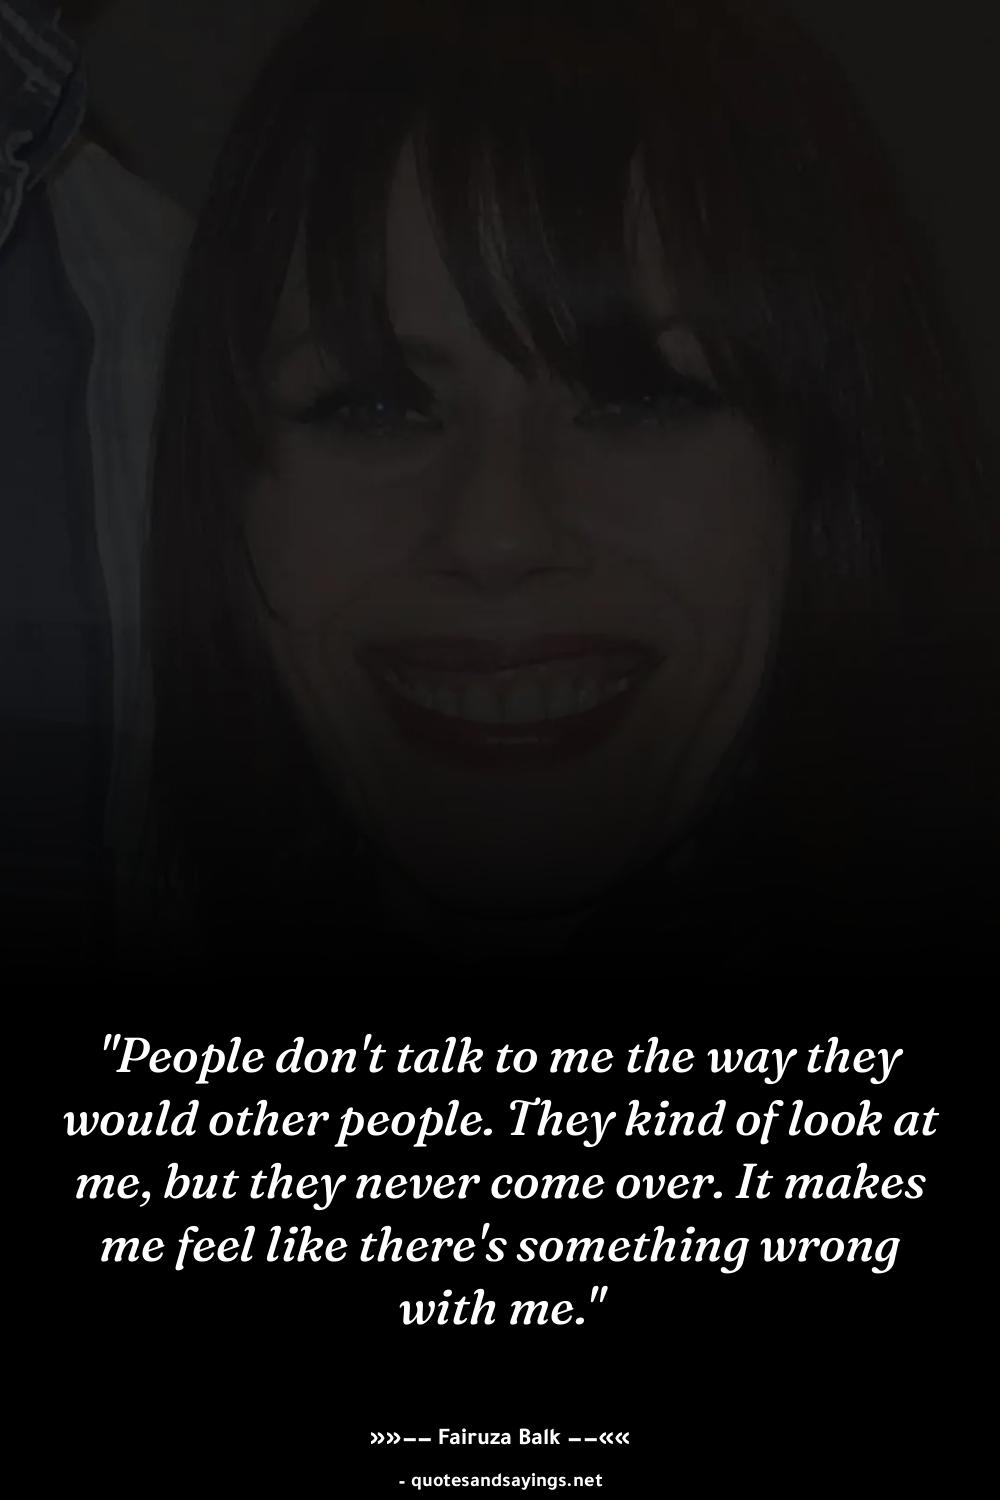 "People don't talk to me the way they
would other people. They kind of look at
me, but they never come over. It makes
me feel like there's something wrong
with me."
»»—— Fairuza Balk ——««
- quotesandsayings.net